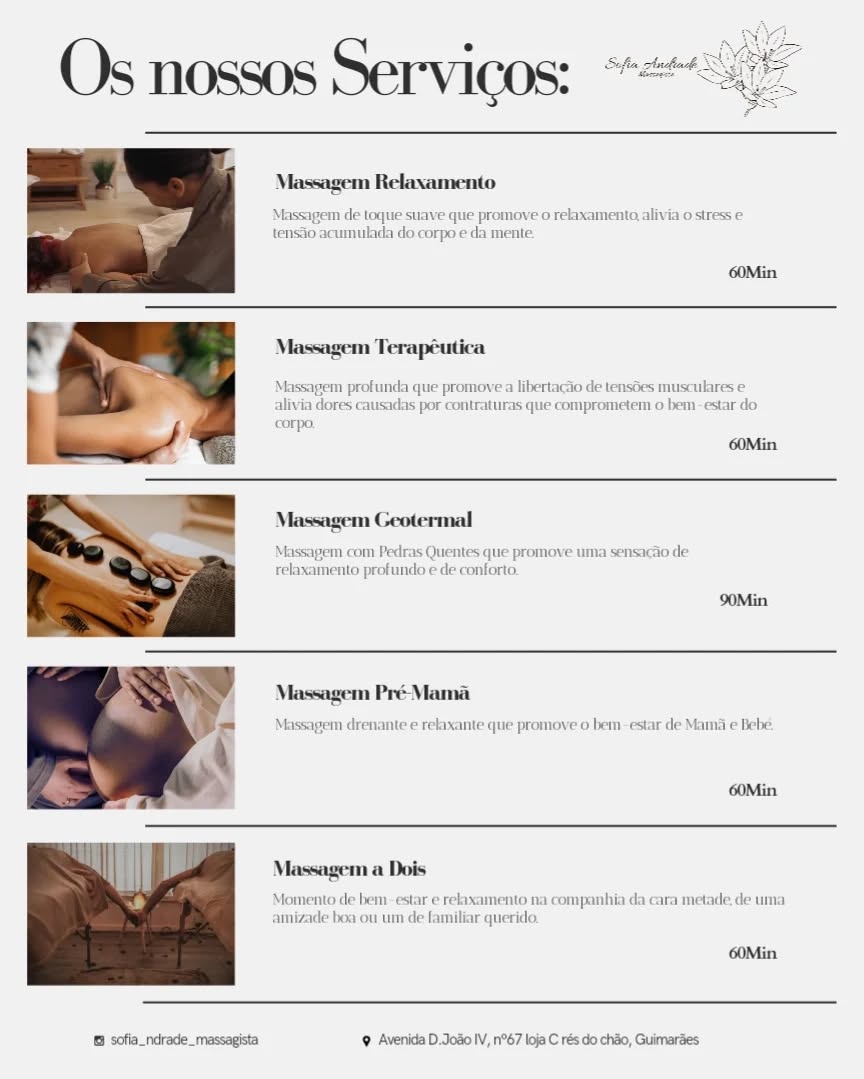 Os nossos Serviços:
Sofia Andrade
Massagista
Massagem Relaxamento
Massagem de toque suave que promove o relaxamento, alivia o stress e
tensão acumulada do corpo e da mente.
60Min
Massagem Terapêutica
Massagem profunda que promove a libertação de tensões musculares e
alivia dores causadas por contraturas que comprometem o bem-estar do
corpo.
60Min
Massagem Geotermal
Massagem com Pedras Quentes que promove uma sensação de
relaxamento profundo e de conforto.
90Min
Massagem Pré-Mamã
Massagem drenante e relaxante que promove o bem-estar de Mamã e Bebé.
60Min
Massagem a Dois
Momento de bem-estar e relaxamento na companhia da cara metade, de uma
amizade boa ou um de familiar querido.
60Min
sofia_ndrade_massagista
Avenida D.João IV, nº67 loja C rés do chão, Guimarães